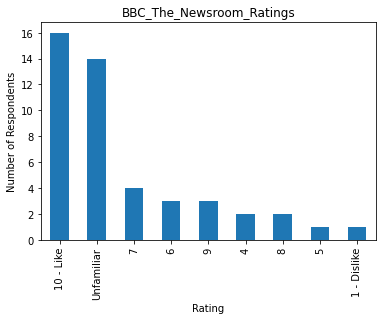 BBC_The_Newsroom_Ratings
Number of Respondents
16
14
12
10
8
6
4
2
0
10 - Like
Unfamiliar
7
6
9
4
8
5
1 - Dislike
Rating